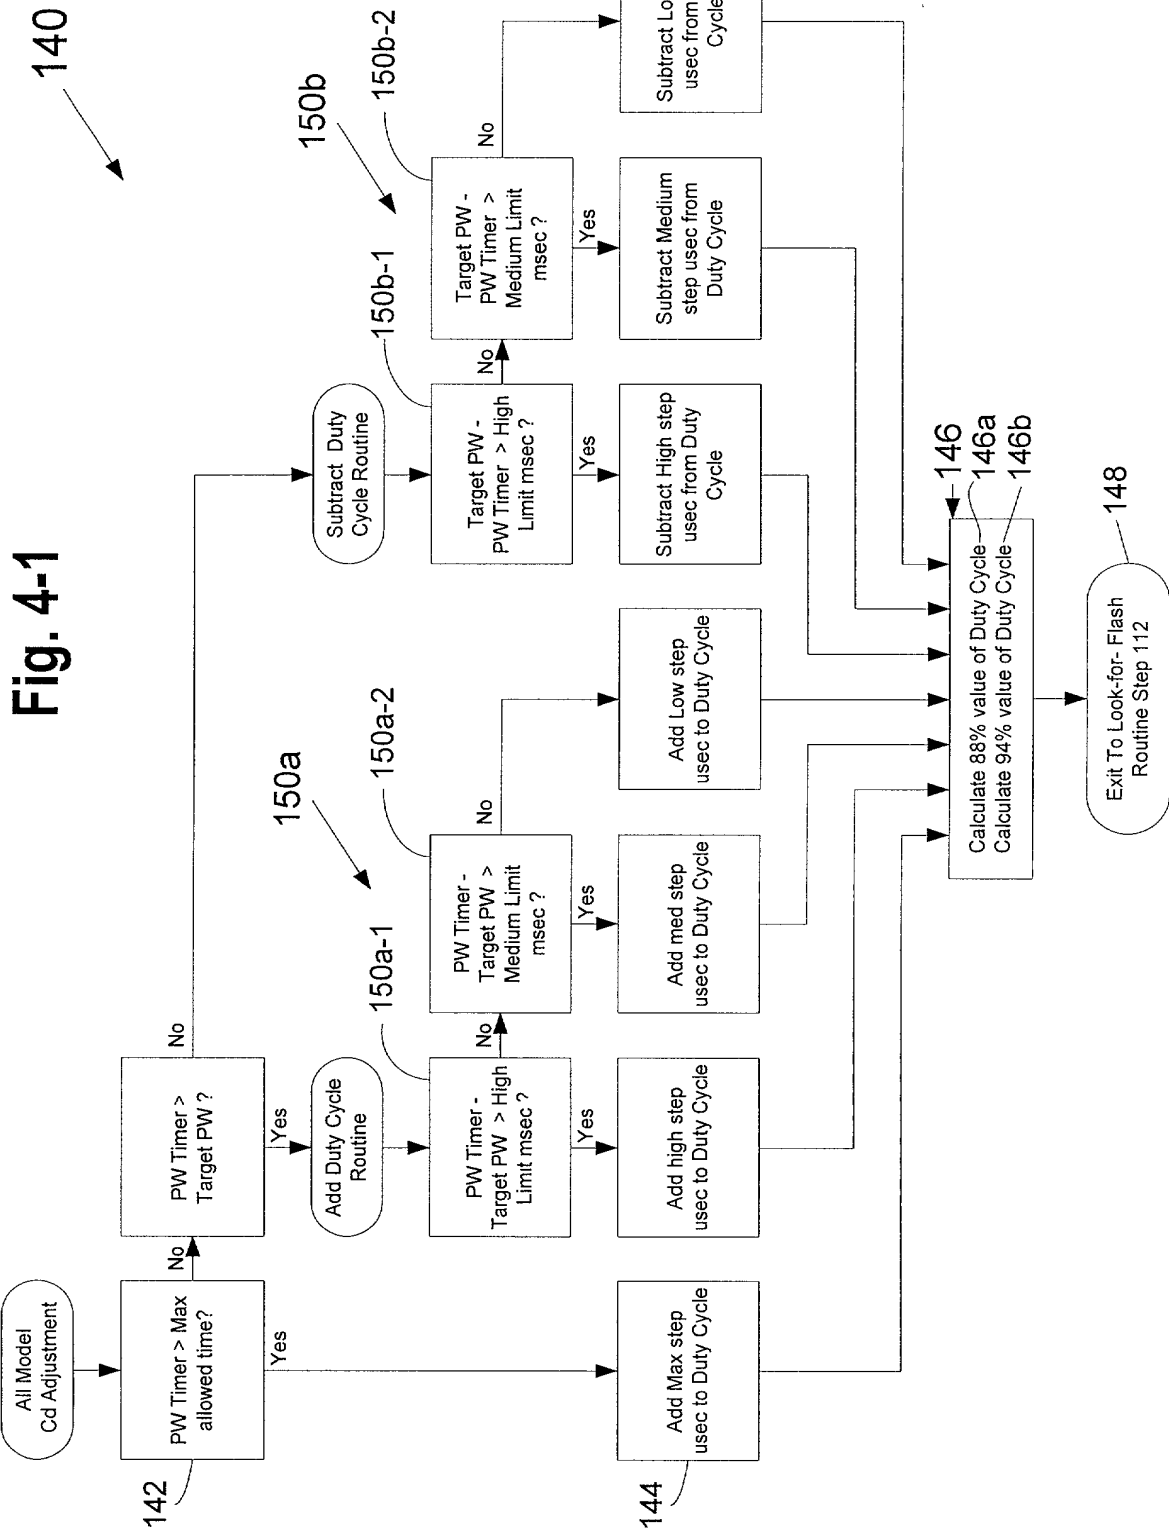 Fig. 4-1
140
All Model
Cd Adjustment
142
PW Timer > Max
allowed time?
No
Yes
PW Timer >
Target PW ?
No
Yes
Add Duty Cycle
Routine
Subtract Duty
Cycle Routine
150a
150a-1
PW Timer -
Target PW > High
Limit msec ?
No
Yes
150a-2
PW Timer -
Target PW >
Medium Limit
msec ?
No
Yes
150b
150b-1
Target PW -
PW Timer > High
Limit msec ?
No
Yes
150b-2
Target PW -
PW Timer >
Medium Limit
msec ?
No
Yes
144
Add Max step
usec to Duty Cycle
Add high step
usec to Duty Cycle
Add med step
usec to Duty Cycle
Add Low step
usec to Duty Cycle
Subtract High step
usec from Duty
Cycle
Subtract Medium
step usec from
Duty Cycle
Subtract
usec from
Cycle
146
Calculate 88% value of Duty Cycle
146a
Calculate 94% value of Duty Cycle
146b
Exit To Look-for- Flash
Routine Step 112
148